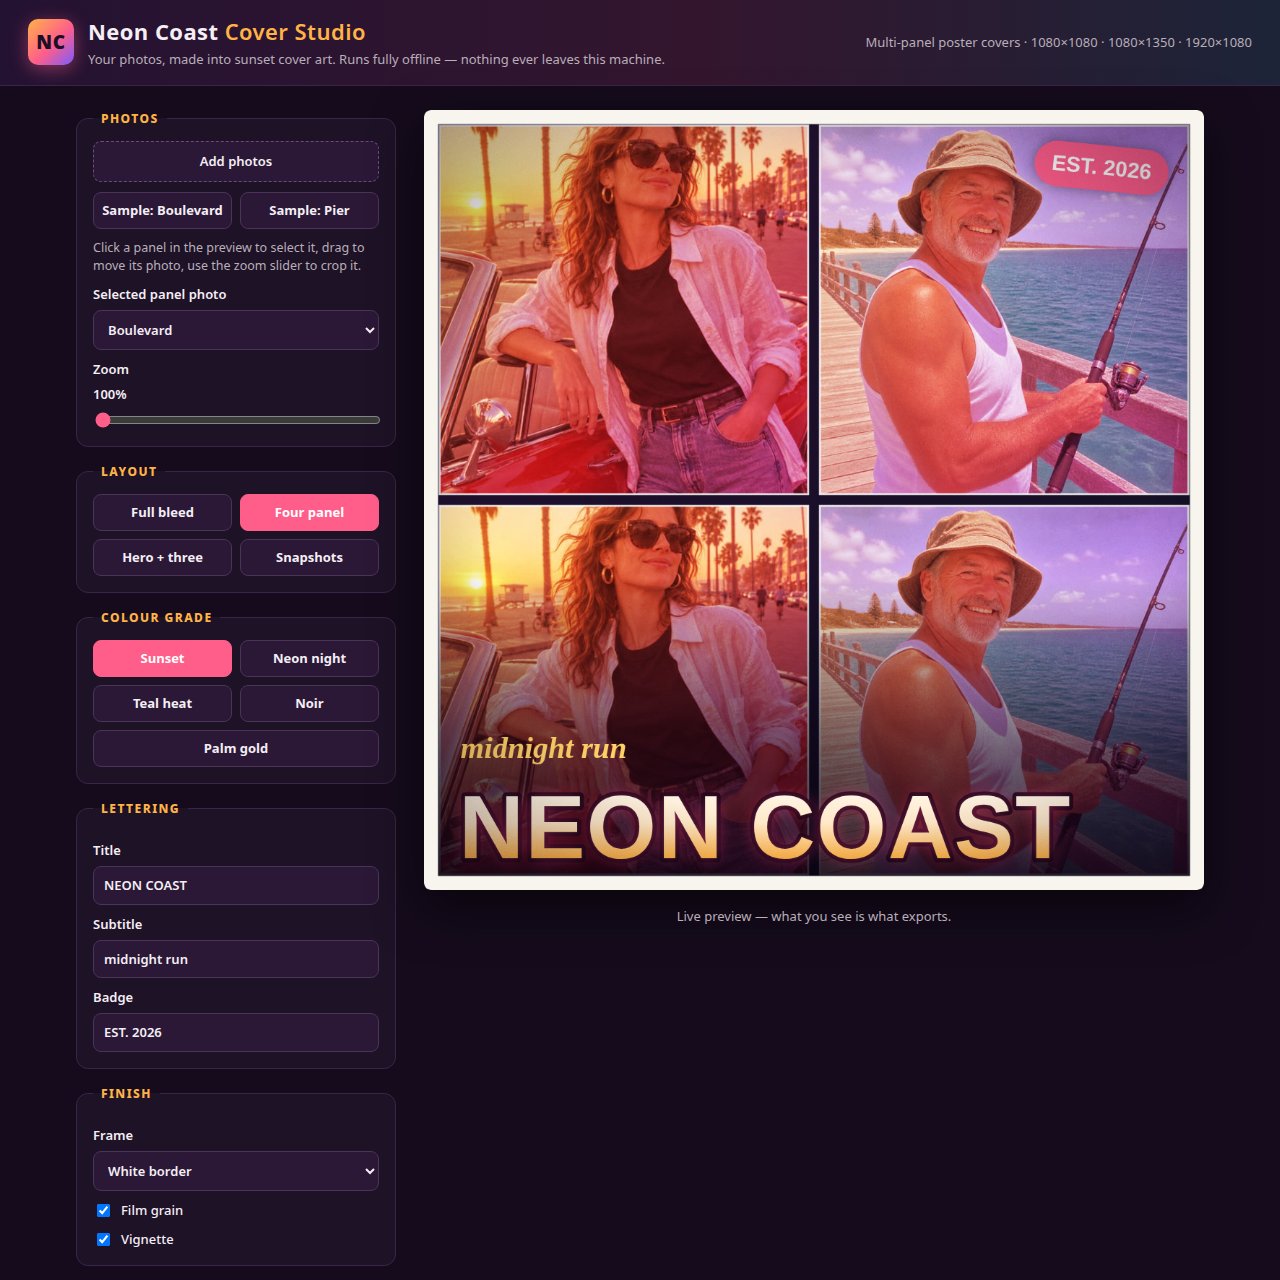 NC
Neon Coast Cover Studio
Your photos, made into sunset cover art. Runs fully offline — nothing ever leaves this machine.
Multi-panel poster covers · 1080×1080 · 1080×1350 · 1920×1080
PHOTOS
Add photos
Sample: Boulevard
Sample: Pier
Click a panel in the preview to select it, drag to
move its photo, use the zoom slider to crop it.
Selected panel photo
Boulevard
Zoom
100%
LAYOUT
Full bleed
Four panel
Hero + three
Snapshots
COLOUR GRADE
Sunset
Neon night
Teal heat
Noir
Palm gold
LETTERING
Title
NEON COAST
Subtitle
midnight run
Badge
EST. 2026
FINISH
Frame
White border
Film grain
Vignette
EST. 2026
midnight run
NEON COAST
Live preview — what you see is what exports.